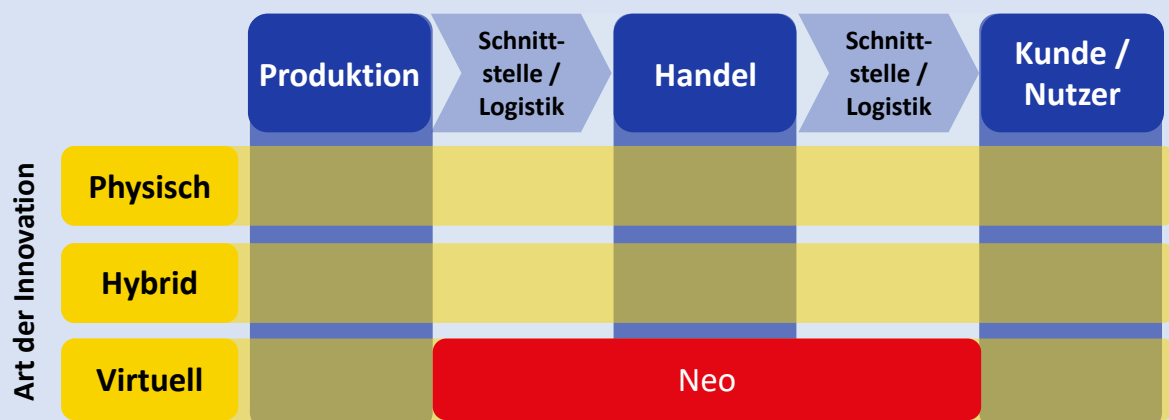 Produktion
Schnitt-
stelle /
Logistik
Handel
Schnitt-
stelle /
Logistik
Kunde /
Nutzer
Art der Innovation
Physisch
Hybrid
Virtuell
Neo